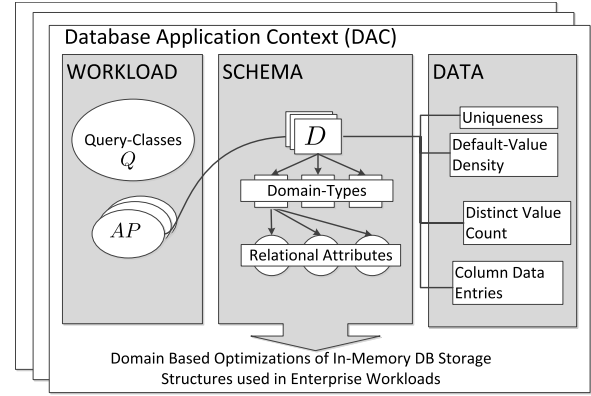 Database Application Context (DAC)
WORKLOAD
Query-Classes
Q
AP
SCHEMA
D
Domain-Types
Relational Attributes
DATA
Uniqueness
Default-Value
Density
Distinct Value
Count
Column Data
Entries
Domain Based Optimizations of In-Memory DB Storage
Structures used in Enterprise Workloads